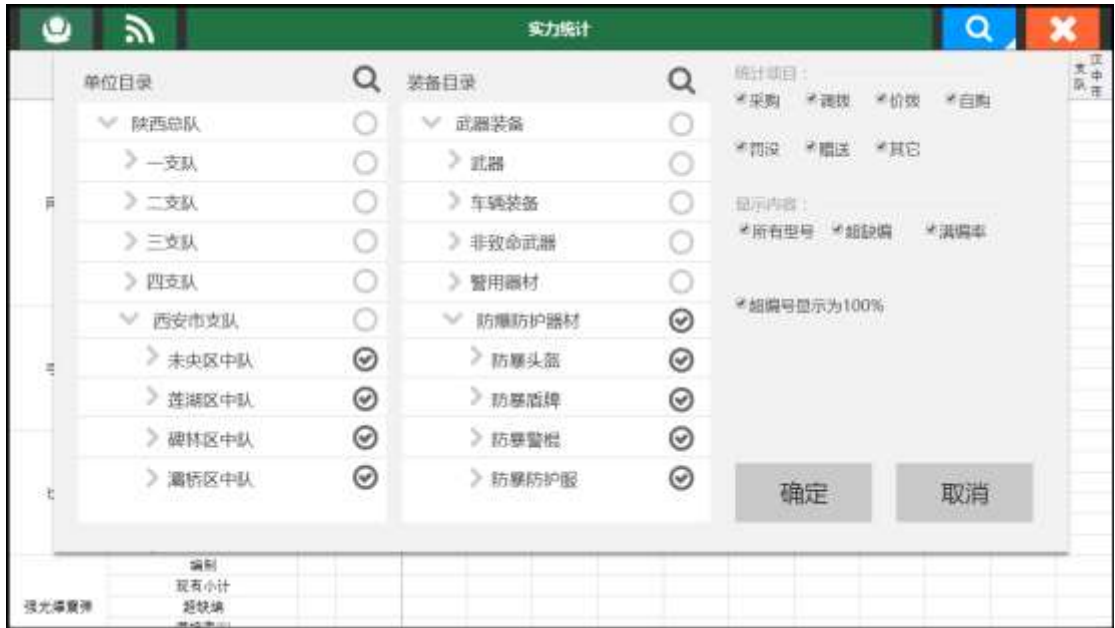 实力统计
单位目录
陕西总队
一支队
二支队
三支队
四支队
西安市支队
未央区中队
莲湖区中队
碑林区中队
灞桥区中队
装备目录
武器装备
武器
车辆装备
非致命武器
警用器材
防爆防护器材
防暴头盔
防暴盾牌
防暴警棍
防暴防护服
统计项目：
采购 调拨 价拨 自购
罚没 赠送 其它
显示内容：
所有型号 超缺编 满编率
超编号显示为100%
确定 取消
汉中市
支队
编制
现有小计
强光爆震弹 超缺编